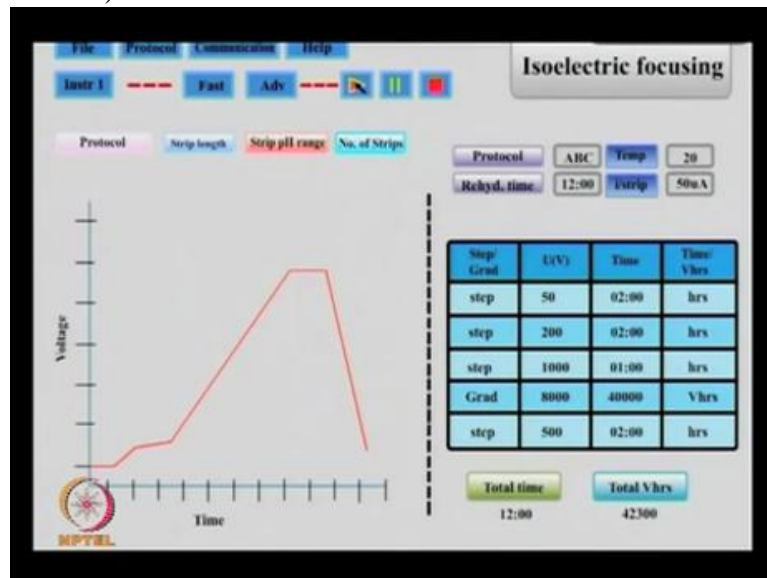 )
File Protocol Communication Help
Isoelectric focusing
Instr 1 Fast Adv
Protocol Strip length Strip pH range No. of Strips
Protocol ABC Temp 20
Rehyd. time 12:00 I/strip 50uA
Step/ Grad U(V) Time Time/ Vhrs
step 50 02:00 hrs
step 200 02:00 hrs
step 1000 01:00 hrs
Grad 8000 40000 Vhrs
step 500 02:00 hrs
Voltage
Time
Total time Total Vhrs
12:00 42300
NPTEL